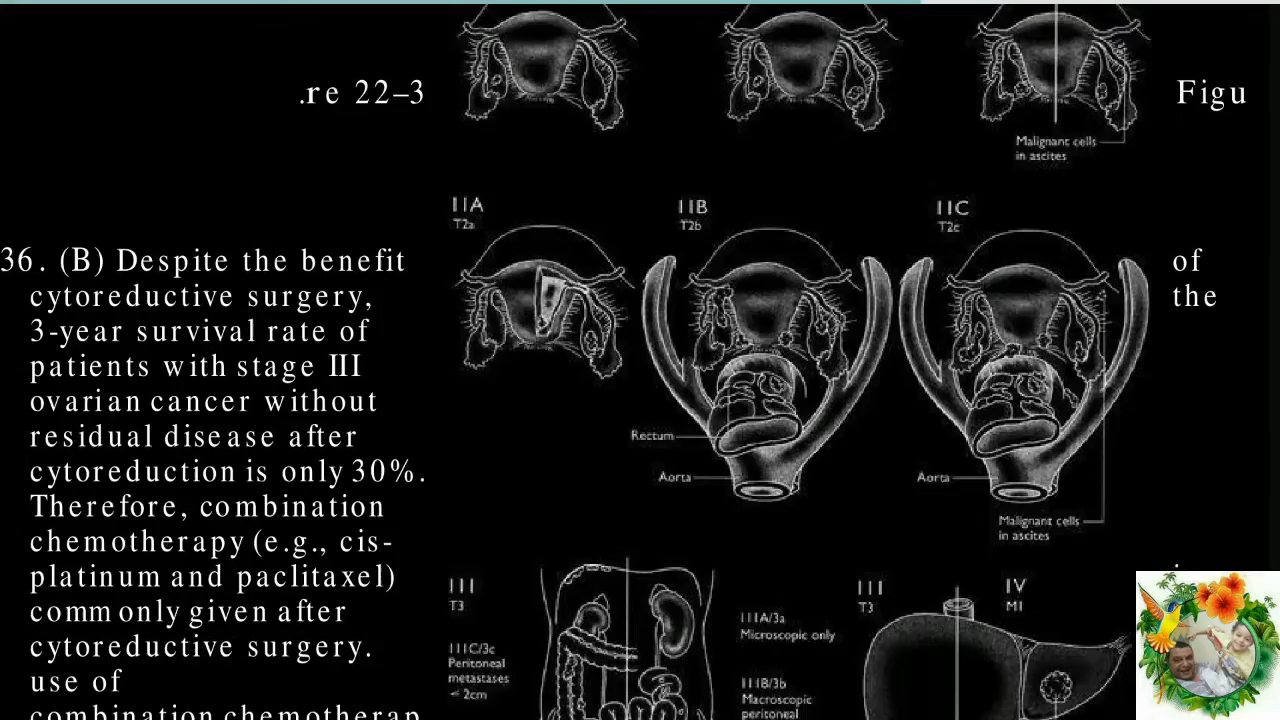 .re 22–3
Figu
Malignant cells
in ascites
IIA
T2a
IIB
T2b
IIC
T2c
36. (B) Despite the benefit
of
cytoreductive surgery,
the
3-year survival rate of
patients with stage III
ovarian cancer without
residual disease after
cytoreduction is only 30%.
Therefore, combination
chemotherapy (e.g., cis-
platinum and paclitaxel)
commonly given after
cytoreductive surgery.
use of
combination chemotherap
Rectum
Aorta
Aorta
Malignant cells
in ascites
III
T3
IIIC/3c
Peritoneal
metastases
< 2cm
IIIA/3a
Microscopic only
IIIB/3b
Macroscopic
peritoneal
III
T3
IV
M1